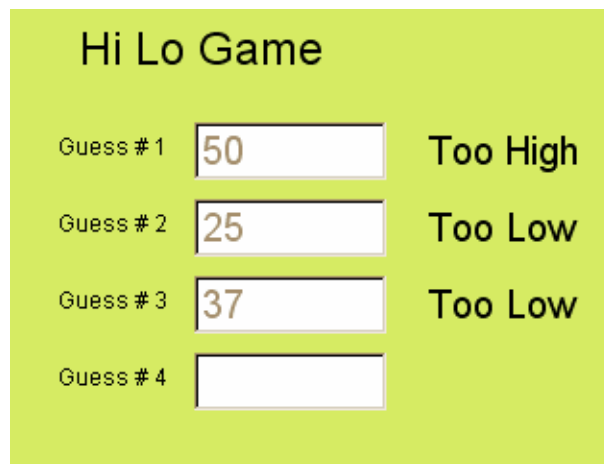 Hi Lo Game
Guess # 1 50 Too High
Guess # 2 25 Too Low
Guess # 3 37 Too Low
Guess # 4